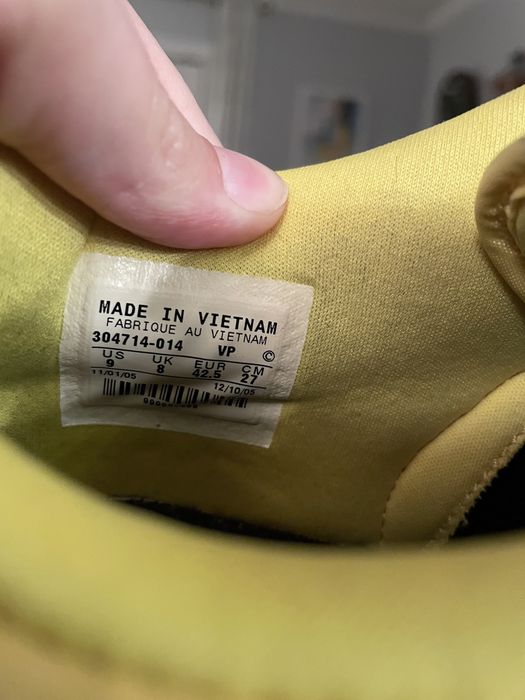 MADE IN VIETNAM
FABRIQUE AU VIETNAM
304714-014 VP ©
US UK EUR CM
9 8 42.5 27
11/01/05 12/10/05